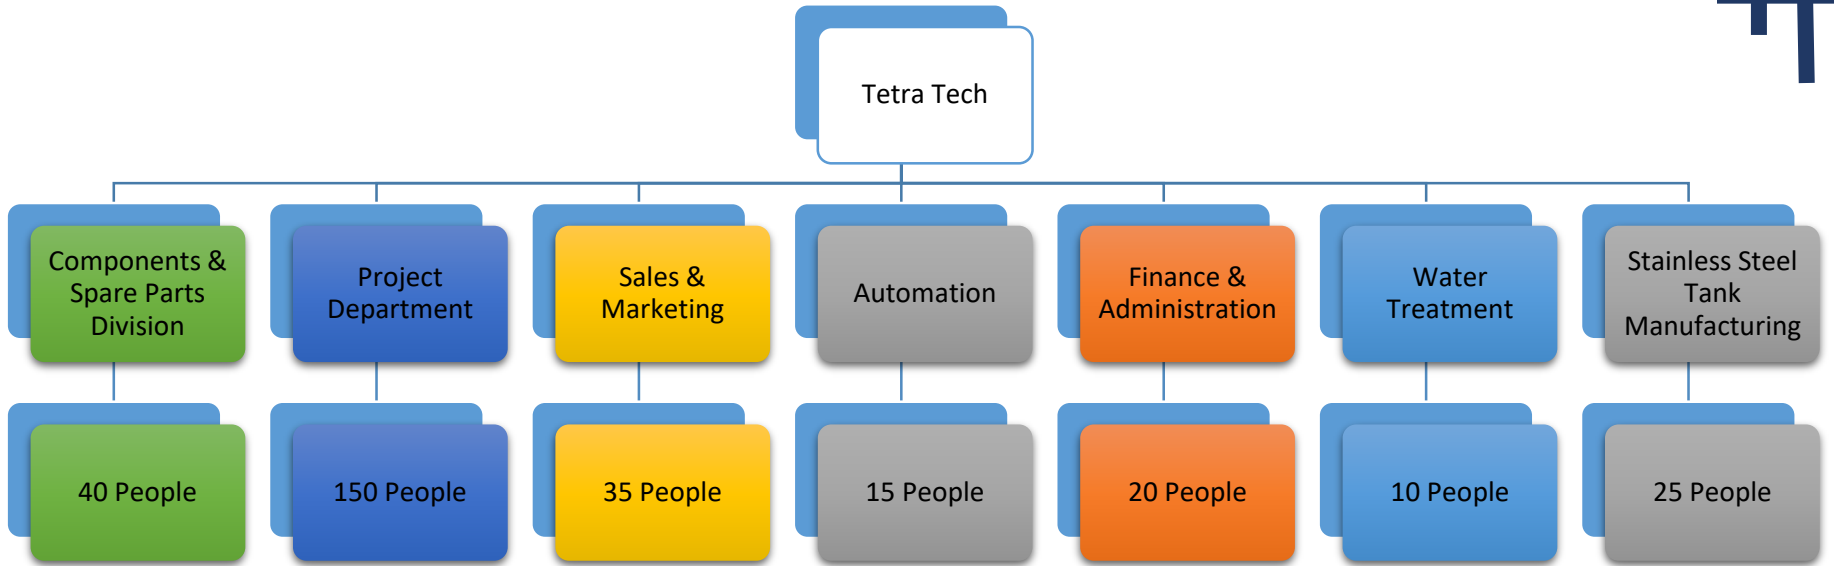 Tetra Tech
Components &
Spare Parts
Division
Project
Department
Sales &
Marketing
Automation
Finance &
Administration
Water
Treatment
Stainless Steel
Tank
Manufacturing
40 People
150 People
35 People
15 People
20 People
10 People
25 People